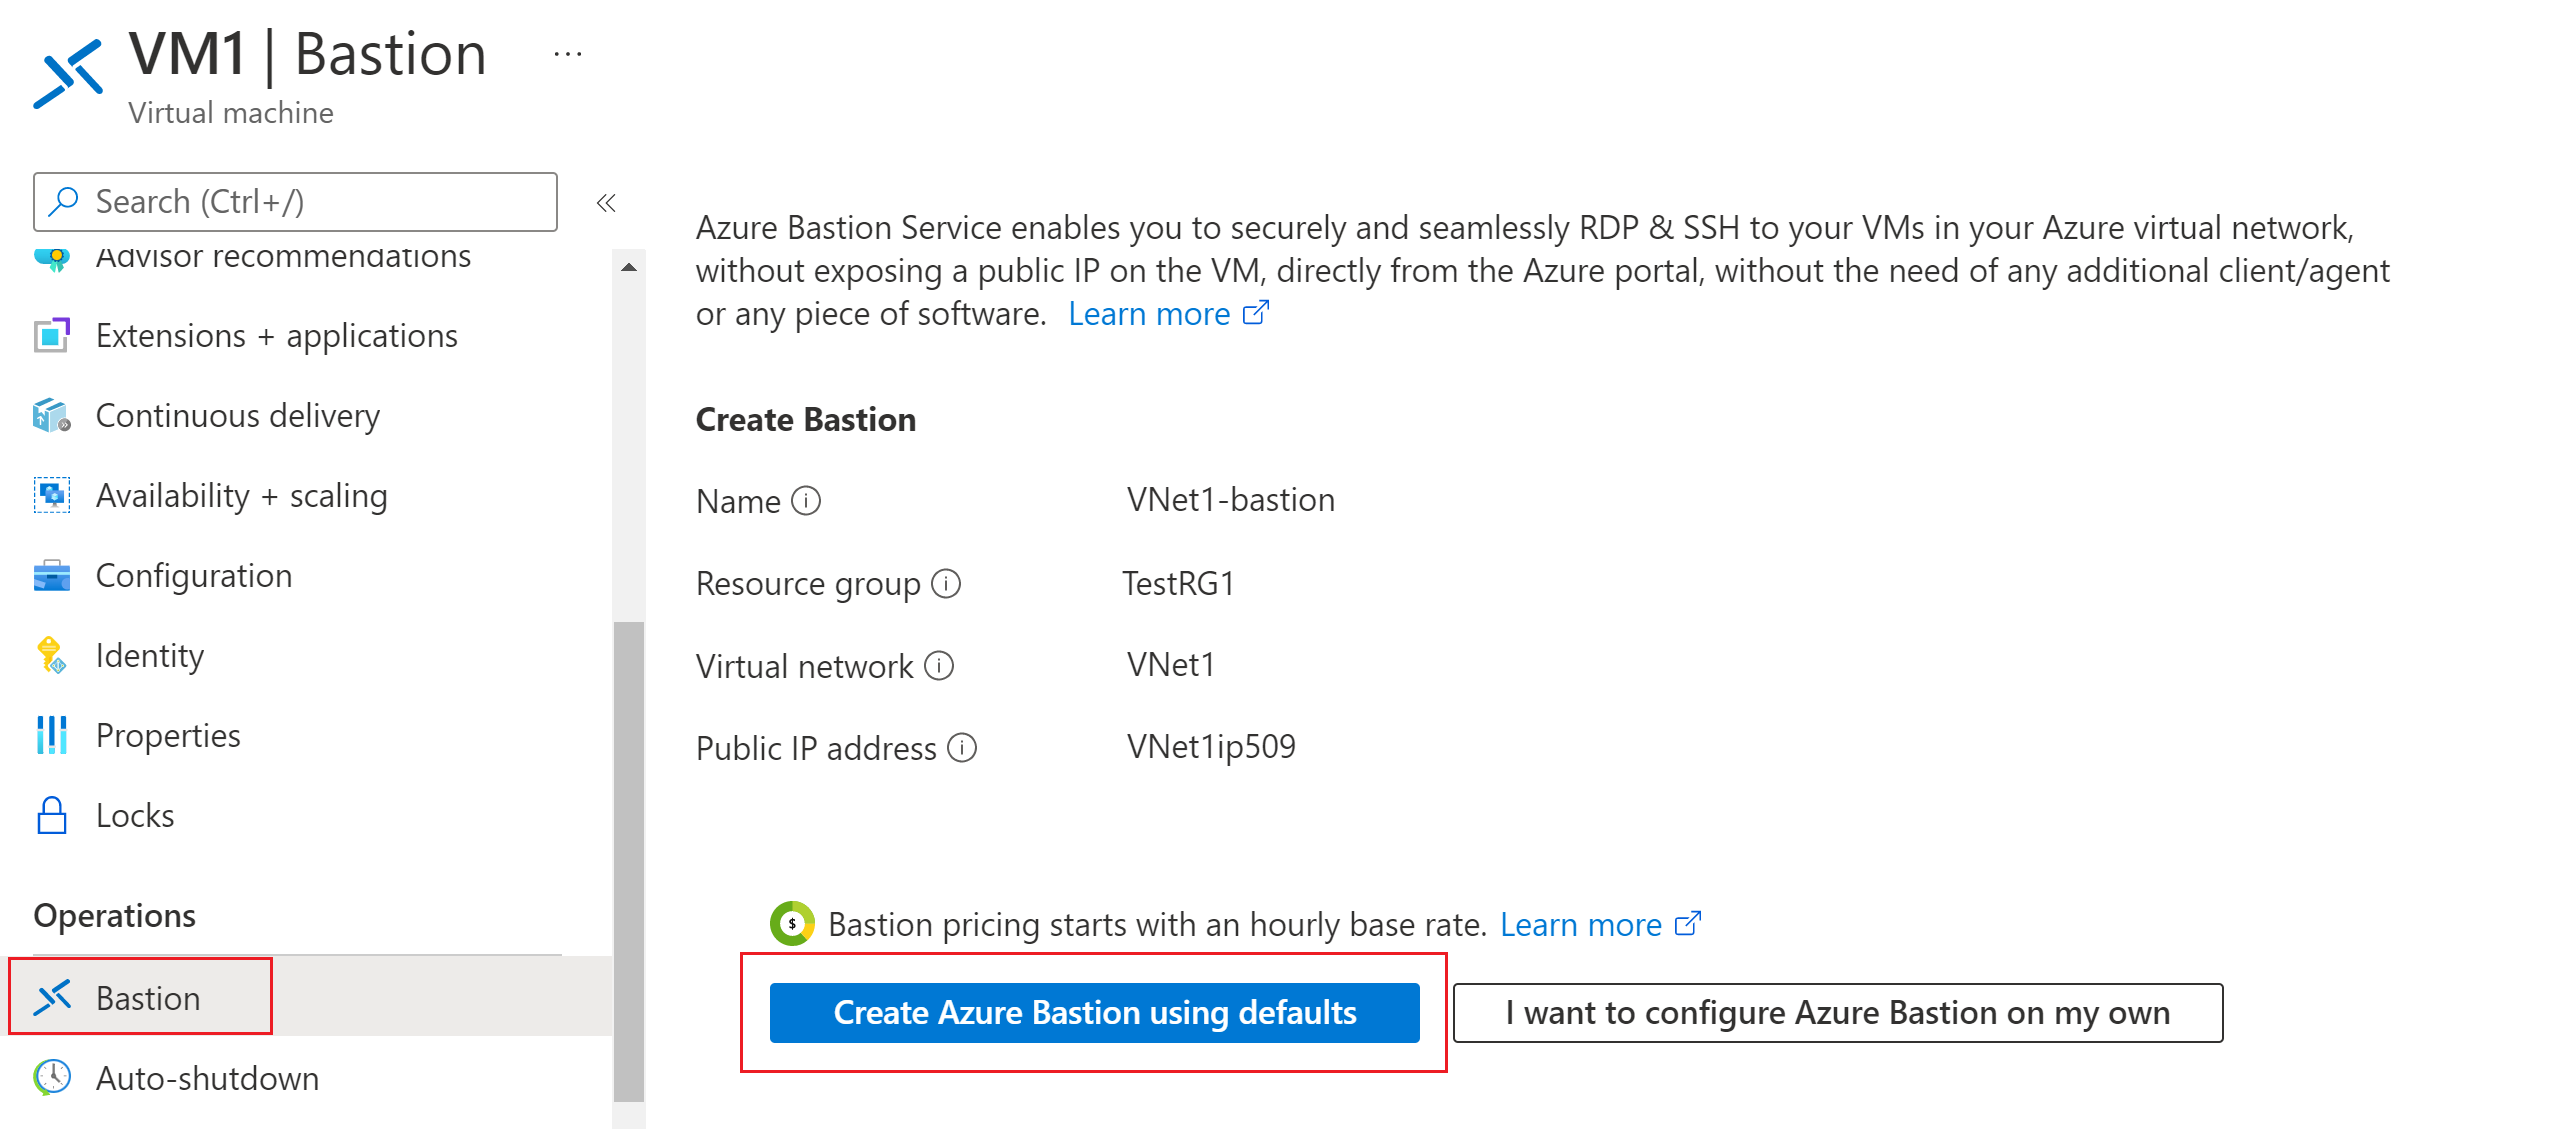 VM1 | Bastion ...
Virtual machine
Search (Ctrl+/)
«
Advisor recommendations
Extensions + applications
Continuous delivery
Availability + scaling
Configuration
Identity
Properties
Locks
Operations
Bastion
Auto-shutdown
Azure Bastion Service enables you to securely and seamlessly RDP & SSH to your VMs in your Azure virtual network,
without exposing a public IP on the VM, directly from the Azure portal, without the need of any additional client/agent
or any piece of software. Learn more
Create Bastion
Name VNet1-bastion
Resource group TestRG1
Virtual network VNet1
Public IP address VNet1ip509
Bastion pricing starts with an hourly base rate. Learn more
Create Azure Bastion using defaults
I want to configure Azure Bastion on my own